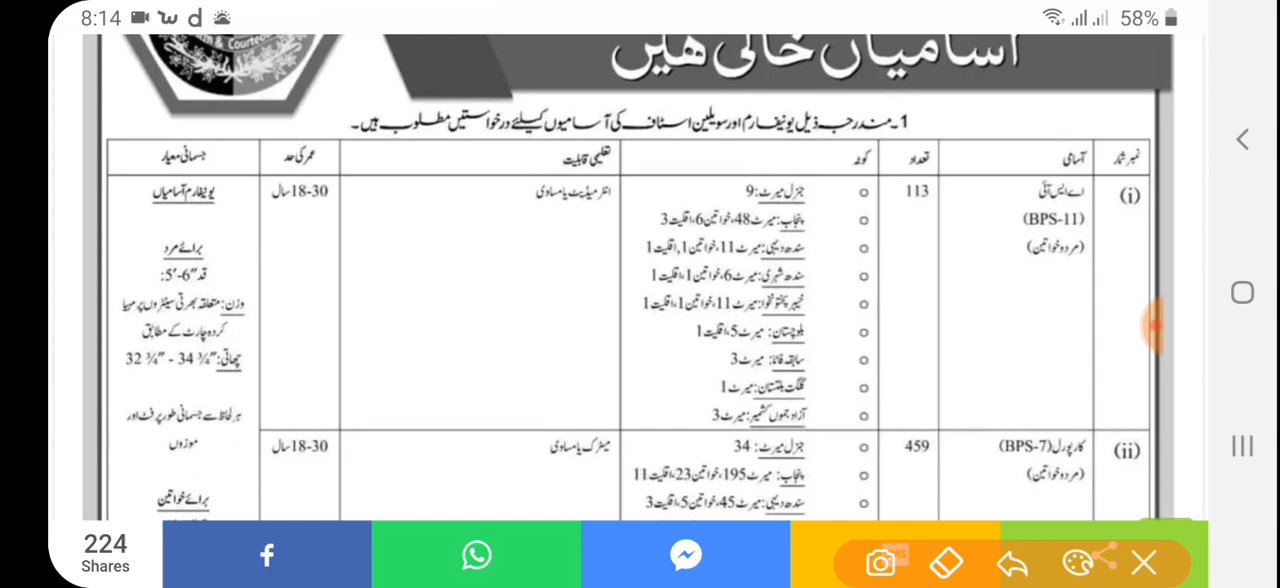 8:14
58%
& Courteo
اسامیاں خالی ہیں
1۔ مندرجہ ذیل یونیفارم اور سویلین اسٹاف کی آسامیوں کیلئے درخواستیں مطلوب ہیں۔
نمبر شمار آسامی تعداد کوٹہ تعلیمی قابلیت عمر کی حد جسمانی معیار
(i) اے ایس آئی 113
(BPS-11)
(مرد و خواتین)
جنرل میرٹ: 9
پنجاب: میرٹ 48، خواتین 6، اقلیت 3
سندھ دیہی: میرٹ 11، خواتین 1, اقلیت 1
سندھ شہری: میرٹ 6، خواتین 1، اقلیت 1
خیبر پختونخوا: میرٹ 11، خواتین 1، اقلیت 1
بلوچستان: میرٹ 5، اقلیت 1
سابقہ فاٹا: میرٹ 3
گلگت بلتستان: میرٹ 1
آزاد جموں کشمیر: میرٹ 3
انٹرمیڈیٹ یا مساوی
18-30 سال
(ii) کارپورل (BPS-7) 459
(مرد و خواتین)
جنرل میرٹ: 34
پنجاب: میرٹ 195، خواتین 23، اقلیت 11
سندھ دیہی: میرٹ 45، خواتین 5، اقلیت 3
میٹرک یا مساوی
18-30 سال
یونیفارم آسامیاں
برائے مرد
قد 5'-6":
وزن: متعلقہ بھرتی سینٹروں پر مہیا
کردہ چارٹ کے مطابق
چھاتی: 32 ¾" - 34 ¾"
ہر لحاظ سے جسمانی طور پر فٹ اور
موزوں
برائے خواتین
224
Shares